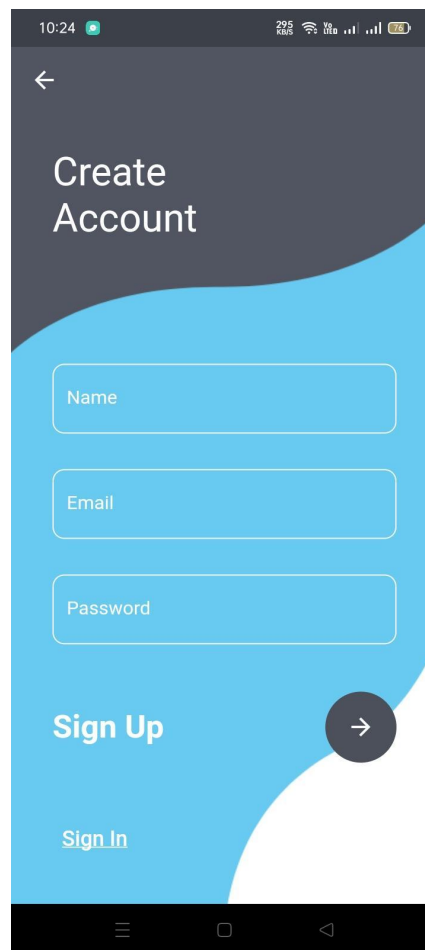 10:24
295
KB/S
Vo
LTE
76
Create
Account
Name
Email
Password
Sign Up
Sign In